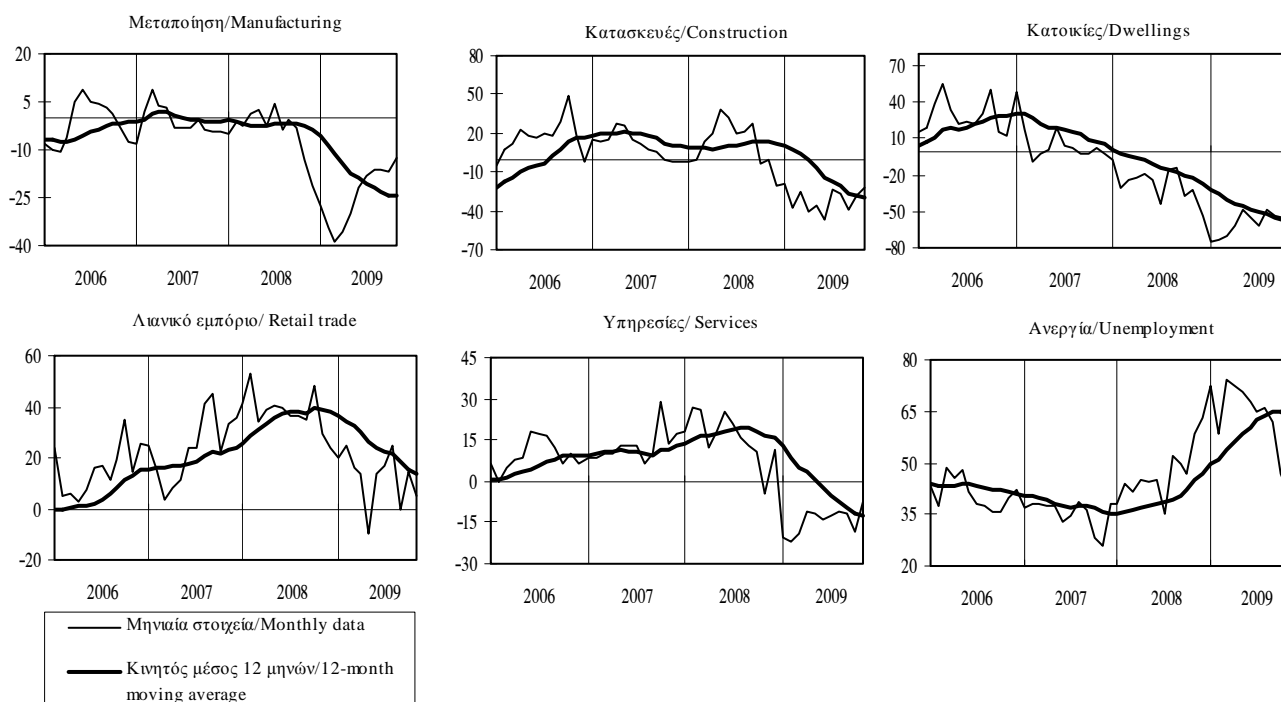 Μεταποίηση/Manufacturing
20
5
-10
-25
-40
2006 2007 2008 2009
Κατασκευές/Construction
80
50
20
-10
-40
-70
2006 2007 2008 2009
Κατοικίες/Dwellings
70
40
10
-20
-50
-80
2006 2007 2008 2009
Λιανικό εμπόριο/ Retail trade
60
40
20
0
-20
2006 2007 2008 2009
Υπηρεσίες/ Services
45
30
15
0
-15
-30
2006 2007 2008 2009
Ανεργία/Unemployment
80
65
50
35
20
2006 2007 2008 2009
Μηνιαία στοιχεία/Monthly data
Κινητός μέσος 12 μηνών/12-month
moving average